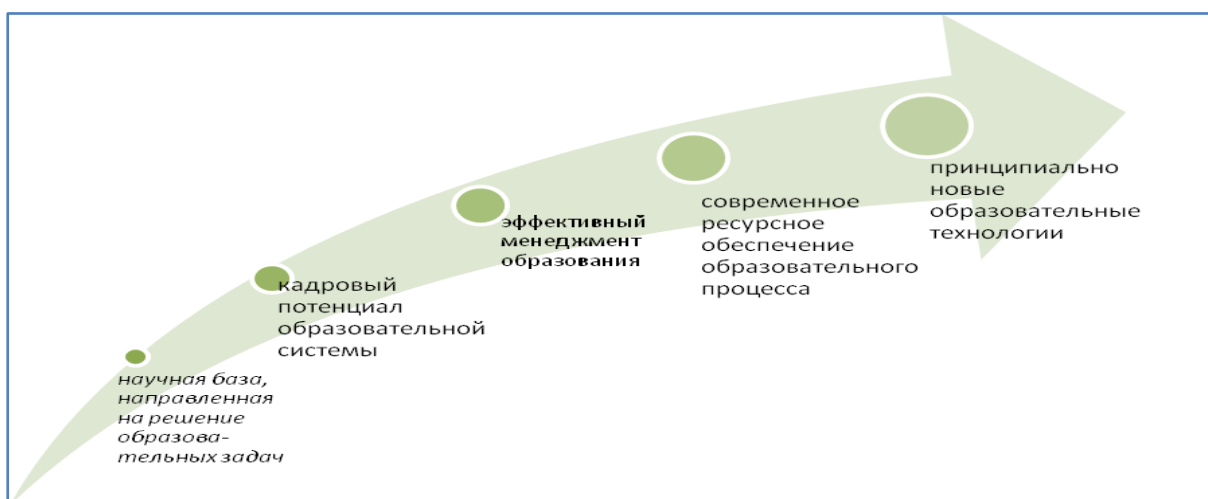 научная база,
направленная
на решение
образова-
тельных задач
кадровый
потенциал
образовательной
системы
эффективный
менеджмент
образования
современное
ресурсное
обеспечение
образовательного
процесса
принципиально
новые
образовательные
технологии